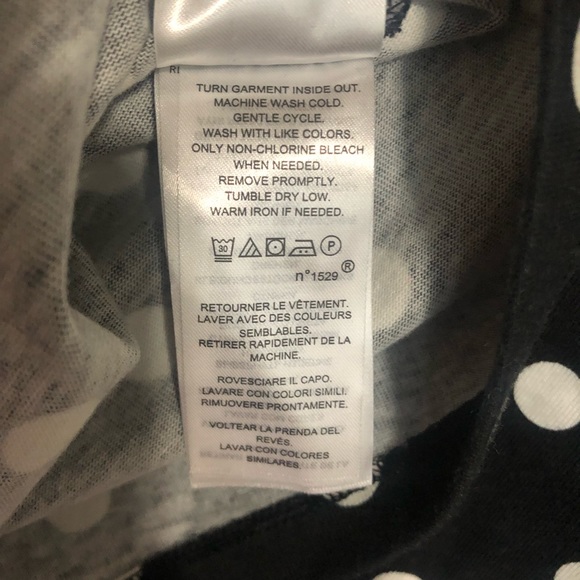 RI
TURN GARMENT INSIDE OUT.
MACHINE WASH COLD.
GENTLE CYCLE.
WASH WITH LIKE COLORS.
ONLY NON-CHLORINE BLEACH
WHEN NEEDED.
REMOVE PROMPTLY.
TUMBLE DRY LOW.
WARM IRON IF NEEDED.
30 P
n°1529®
RETOURNER LE VÊTEMENT.
LAVER AVEC DES COULEURS
SEMBLABLES.
RETIRER RAPIDEMENT DE LA
MACHINE.
ROVESCIARE IL CAPO.
LAVARE CON COLORI SIMILI.
RIMUOVERE PRONTAMENTE.
VOLTEAR LA PRENDA DEL
REVÉS.
LAVAR CON COLORES
SIMILARES.